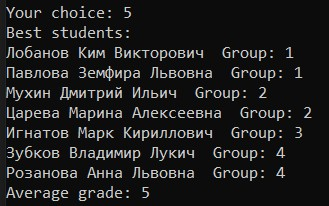 Your choice: 5
Best students:
Лобанов Ким Викторович  Group: 1
Павлова Земфира Львовна  Group: 1
Мухин Дмитрий Ильич  Group: 2
Царева Марина Алексеевна  Group: 2
Игнатов Марк Кириллович  Group: 3
Зубков Владимир Лукич  Group: 4
Розанова Анна Львовна  Group: 4
Average grade: 5